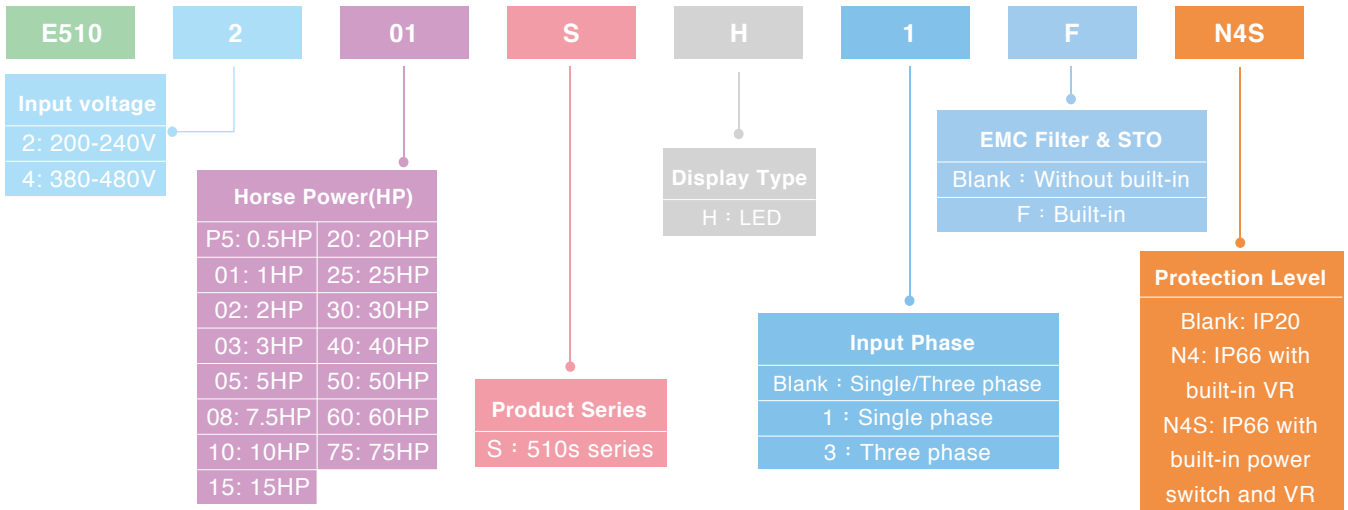 E510 2 01 S H 1 F N4S
Input voltage
2: 200-240V
4: 380-480V
Horse Power(HP)
P5: 0.5HP 20: 20HP
01: 1HP 25: 25HP
02: 2HP 30: 30HP
03: 3HP 40: 40HP
05: 5HP 50: 50HP
08: 7.5HP 60: 60HP
10: 10HP 75: 75HP
15: 15HP
Product Series
S：510s series
Display Type
H：LED
Input Phase
Blank：Single/Three phase
1：Single phase
3：Three phase
EMC Filter & STO
Blank：Without built-in
F：Built-in
Protection Level
Blank: IP20
N4: IP66 with
built-in VR
N4S: IP66 with
built-in power
switch and VR